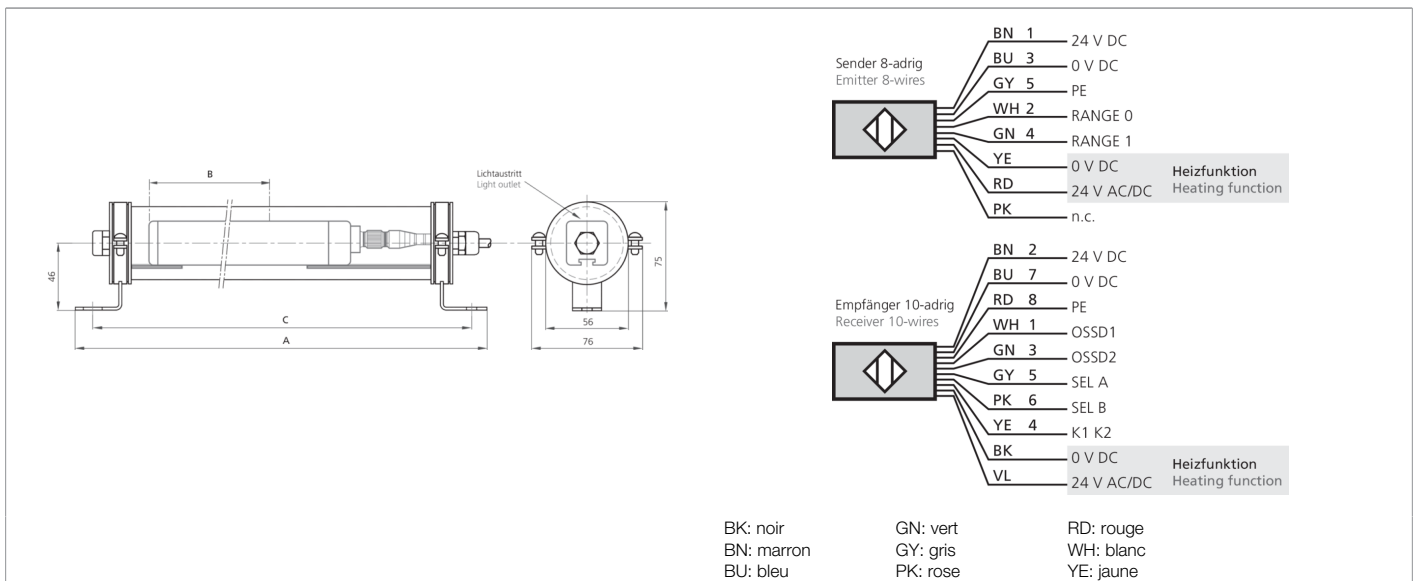 B
Lichtaustritt
Light outlet
46
75
56
76
C
A
Sender 8-adrig
Emitter 8-wires
BN 1 24 V DC
BU 3 0 V DC
GY 5 PE
WH 2 RANGE 0
GN 4 RANGE 1
YE 0 V DC
RD 24 V AC/DC
Heizfunktion
Heating function
PK n.c.
Empfänger 10-adrig
Receiver 10-wires
BN 2 24 V DC
BU 7 0 V DC
RD 8 PE
WH 1 OSSD1
GN 3 OSSD2
GY 5 SEL A
PK 6 SEL B
YE 4 K1 K2
BK 0 V DC
VL 24 V AC/DC
Heizfunktion
Heating function
BK: noir GN: vert RD: rouge
BN: marron GY: gris WH: blanc
BU: bleu PK: rose YE: jaune